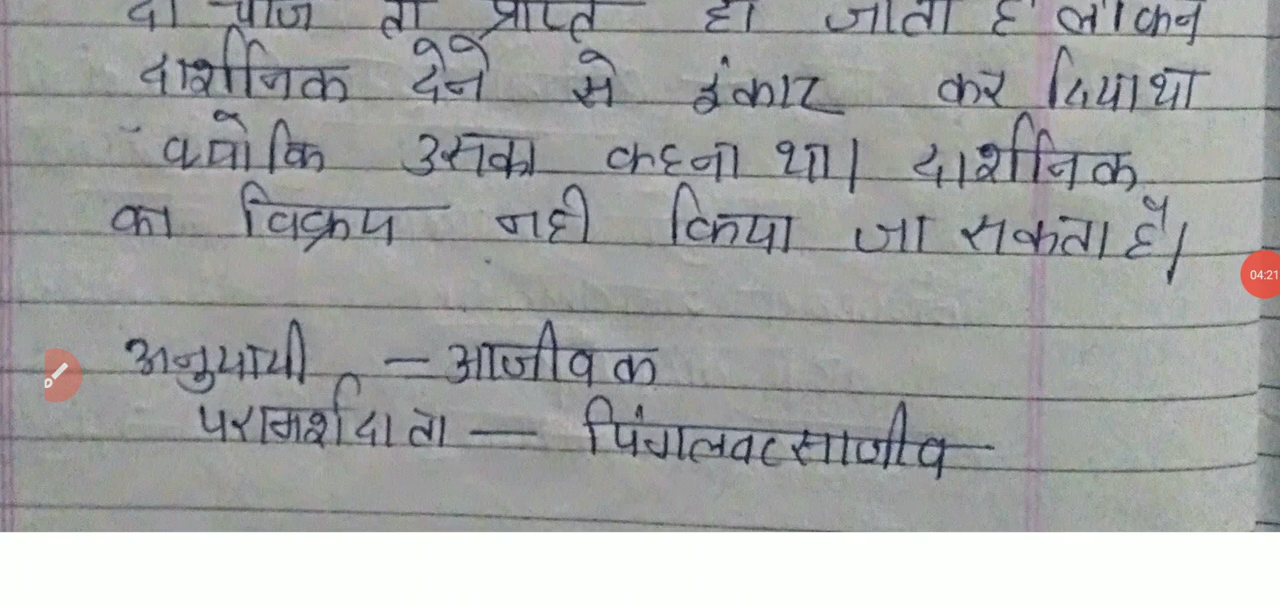 दो चीज तो प्राप्त हो जाता है लेकिन
दार्शनिक देने से इंकार कर दिया था
क्योकि उसका कहना था। दार्शनिक
का विक्रय नही किया जा सकता है।
04:21
अनुयायी - आजीवक
परामर्शदाता - पिंगलवत्साजीव